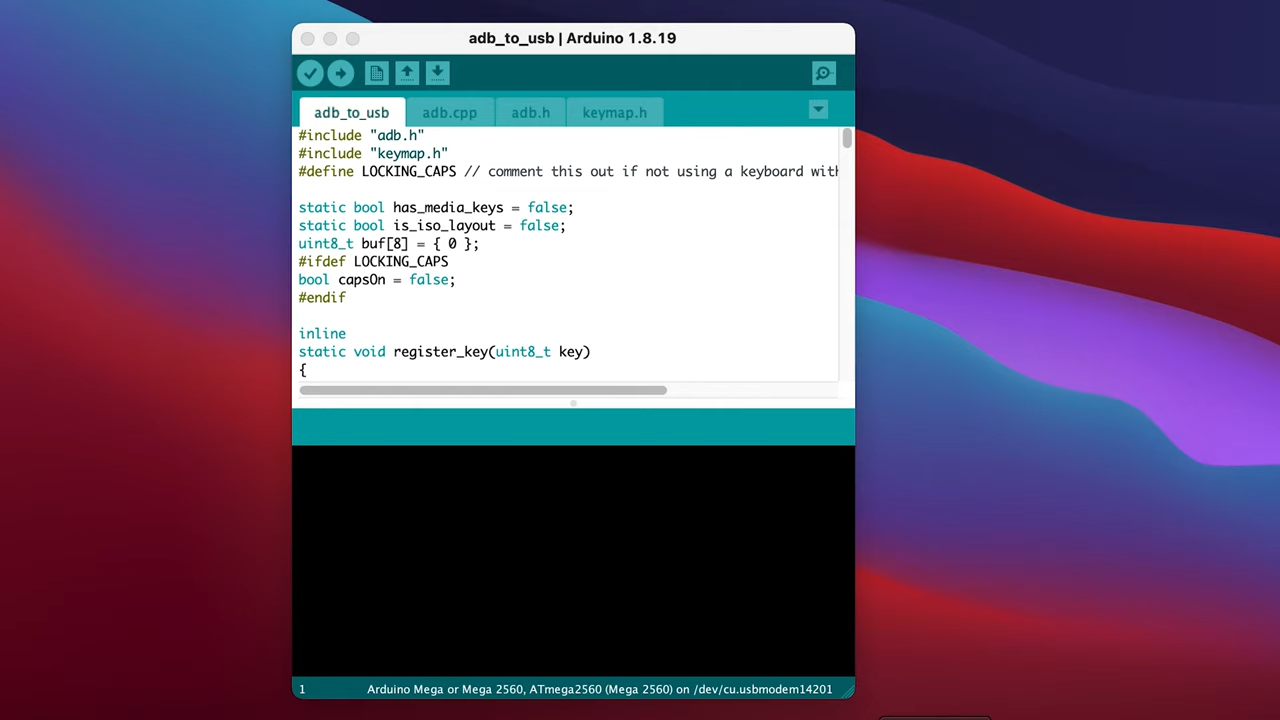 adb_to_usb | Arduino 1.8.19
adb_to_usb adb.cpp adb.h keymap.h
#include "adb.h"
#include "keymap.h"
#define LOCKING_CAPS // comment this out if not using a keyboard with
static bool has_media_keys = false;
static bool is_iso_layout = false;
uint8_t buf[8] = { 0 };
#ifdef LOCKING_CAPS
bool capsOn = false;
#endif
inline
static void register_key(uint8_t key)
{
1 Arduino Mega or Mega 2560, ATmega2560 (Mega 2560) on /dev/cu.usbmodem14201